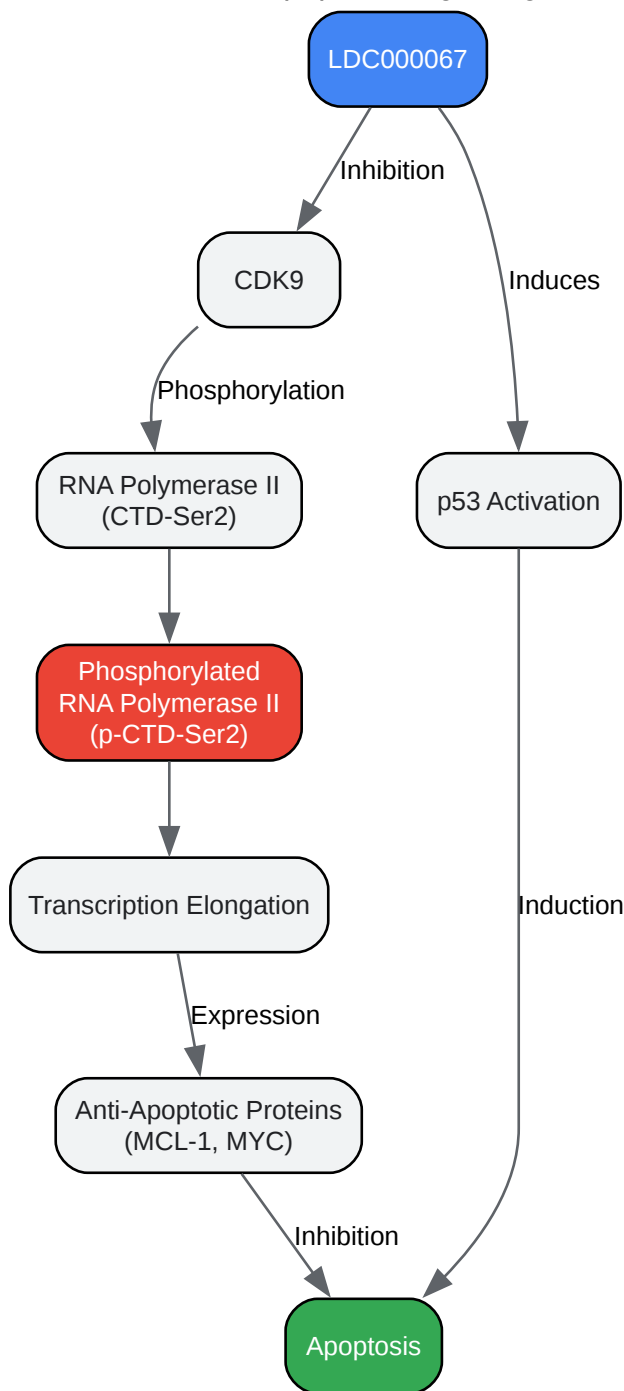 LDC000067
Inhibition
CDK9
Induces
Phosphorylation
RNA Polymerase II
(CTD-Ser2)
p53 Activation
Phosphorylated
RNA Polymerase II
(p-CTD-Ser2)
Transcription Elongation
Induction
Expression
Anti-Apoptotic Proteins
(MCL-1, MYC)
Inhibition
Apoptosis